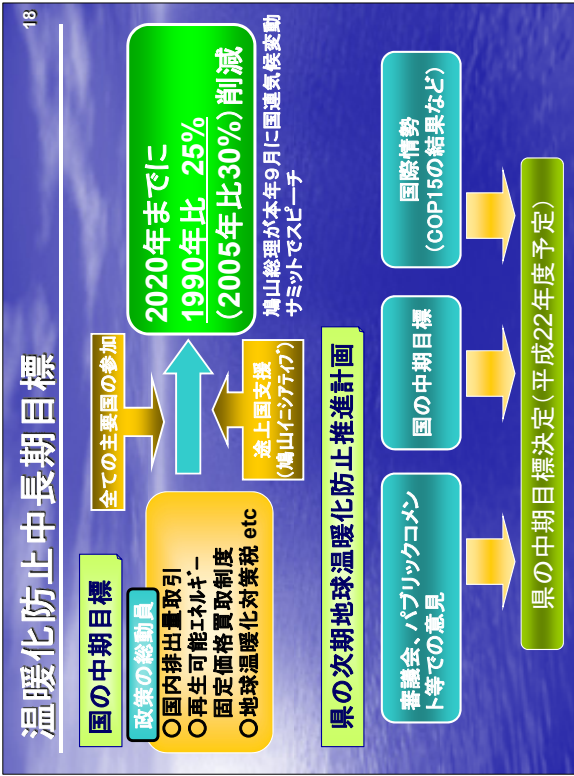 温暖化防止中長期目標
18
国の中期目標
政策の総動員
○国内排出量取引
○再生可能エネルギー
固定価格買取制度
○地球温暖化対策税 etc
全ての主要国の参加
途上国支援
(鳩山イニシアティブ)
2020年までに
1990年比 25%
(2005年比30%)削減
鳩山総理が本年9月に国連気候変動
サミットでスピーチ
県の次期地球温暖化防止推進計画
審議会、パブリックコメン
ト等での意見
国の中期目標
国際情勢
(COP15の結果など)
県の中期目標決定(平成22年度予定)